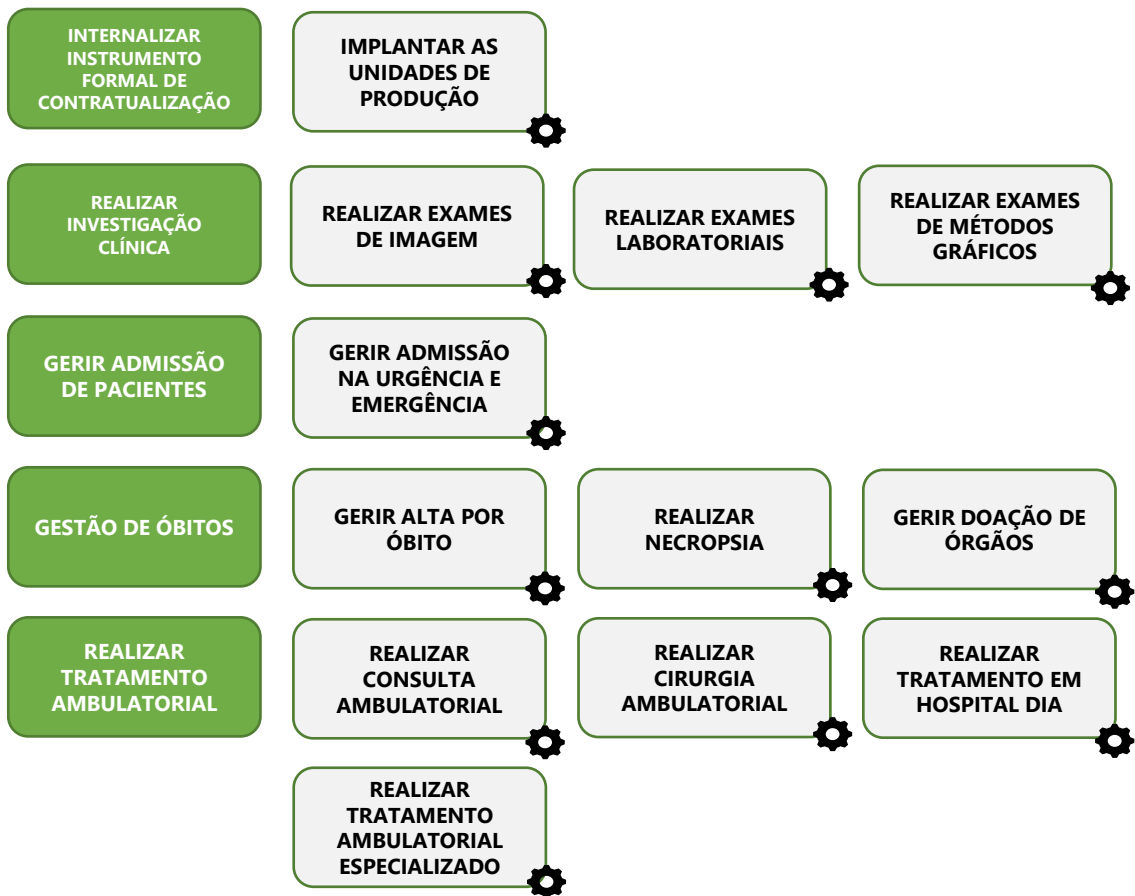 INTERNALIZAR
INSTRUMENTO
FORMAL DE
CONTRATUALIZAÇÃO
IMPLANTAR AS
UNIDADES DE
PRODUÇÃO
REALIZAR
INVESTIGAÇÃO
CLÍNICA
REALIZAR EXAMES
DE IMAGEM
REALIZAR EXAMES
LABORATORIAIS
REALIZAR EXAMES
DE MÉTODOS
GRÁFICOS
GERIR ADMISSÃO
DE PACIENTES
GERIR ADMISSÃO
NA URGÊNCIA E
EMERGÊNCIA
GESTÃO DE ÓBITOS
GERIR ALTA POR
ÓBITO
REALIZAR
NECROPSIA
GERIR DOAÇÃO DE
ÓRGÃOS
REALIZAR
TRATAMENTO
AMBULATORIAL
REALIZAR
CONSULTA
AMBULATORIAL
REALIZAR
CIRURGIA
AMBULATORIAL
REALIZAR
TRATAMENTO EM
HOSPITAL DIA
REALIZAR
TRATAMENTO
AMBULATORIAL
ESPECIALIZADO